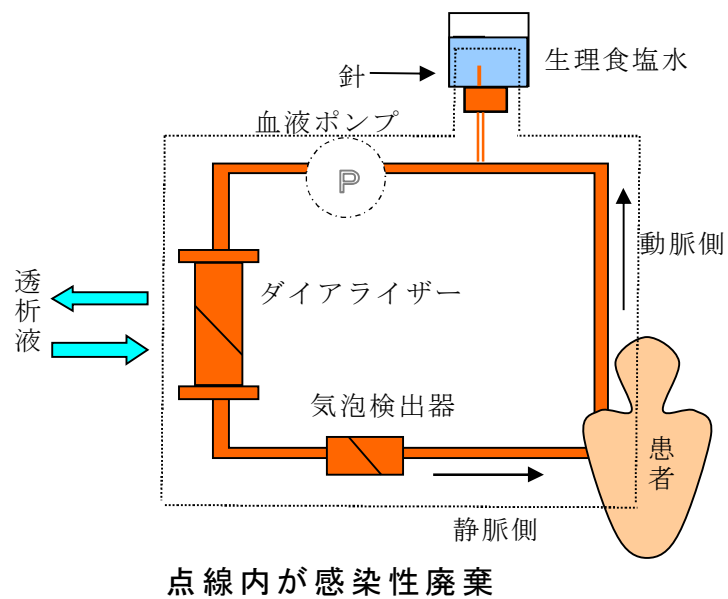 生理食塩水
針
血液ポンプ
P
動脈側
透析液
ダイアライザー
気泡検出器
患者
静脈側
点線内が感染性廃棄